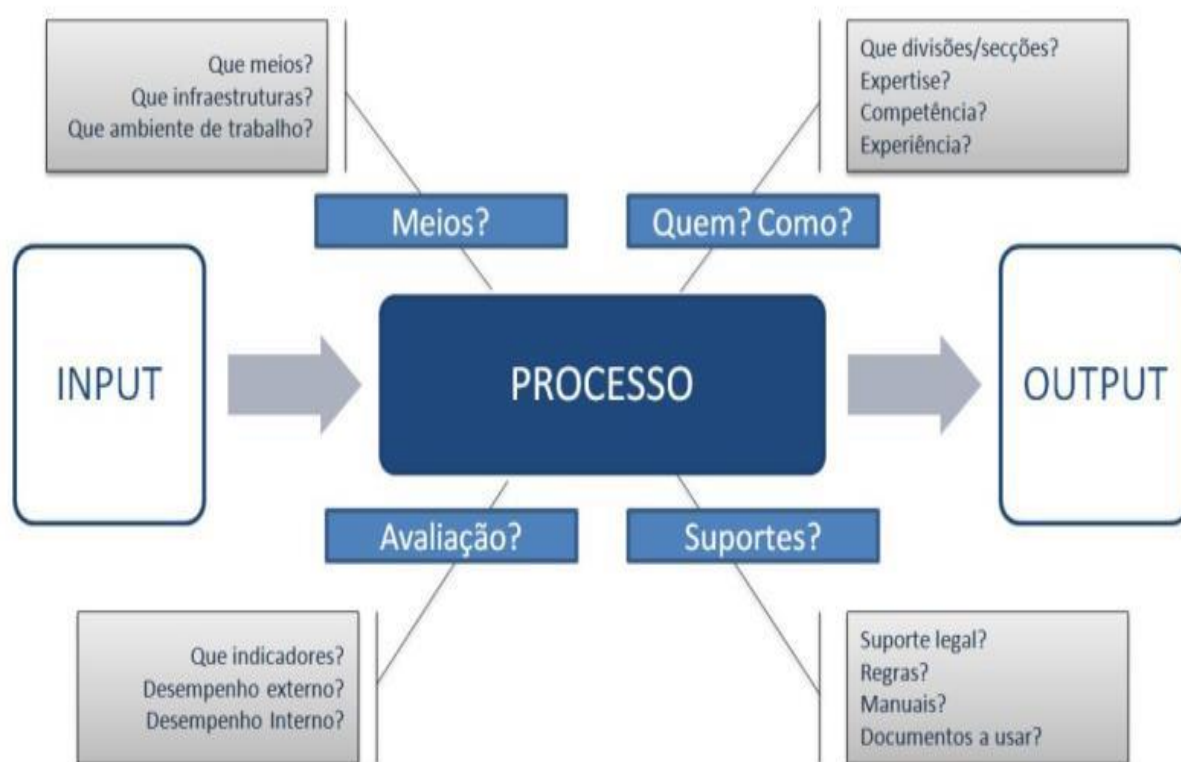 Que meios?
Que infraestruturas?
Que ambiente de trabalho?
Que divisões/secções?
Expertise?
Competência?
Experiência?
Meios?
Quem? Como?
INPUT
PROCESSO
OUTPUT
Avaliação?
Suportes?
Que indicadores?
Desempenho externo?
Desempenho Interno?
Suporte legal?
Regras?
Manuais?
Documentos a usar?